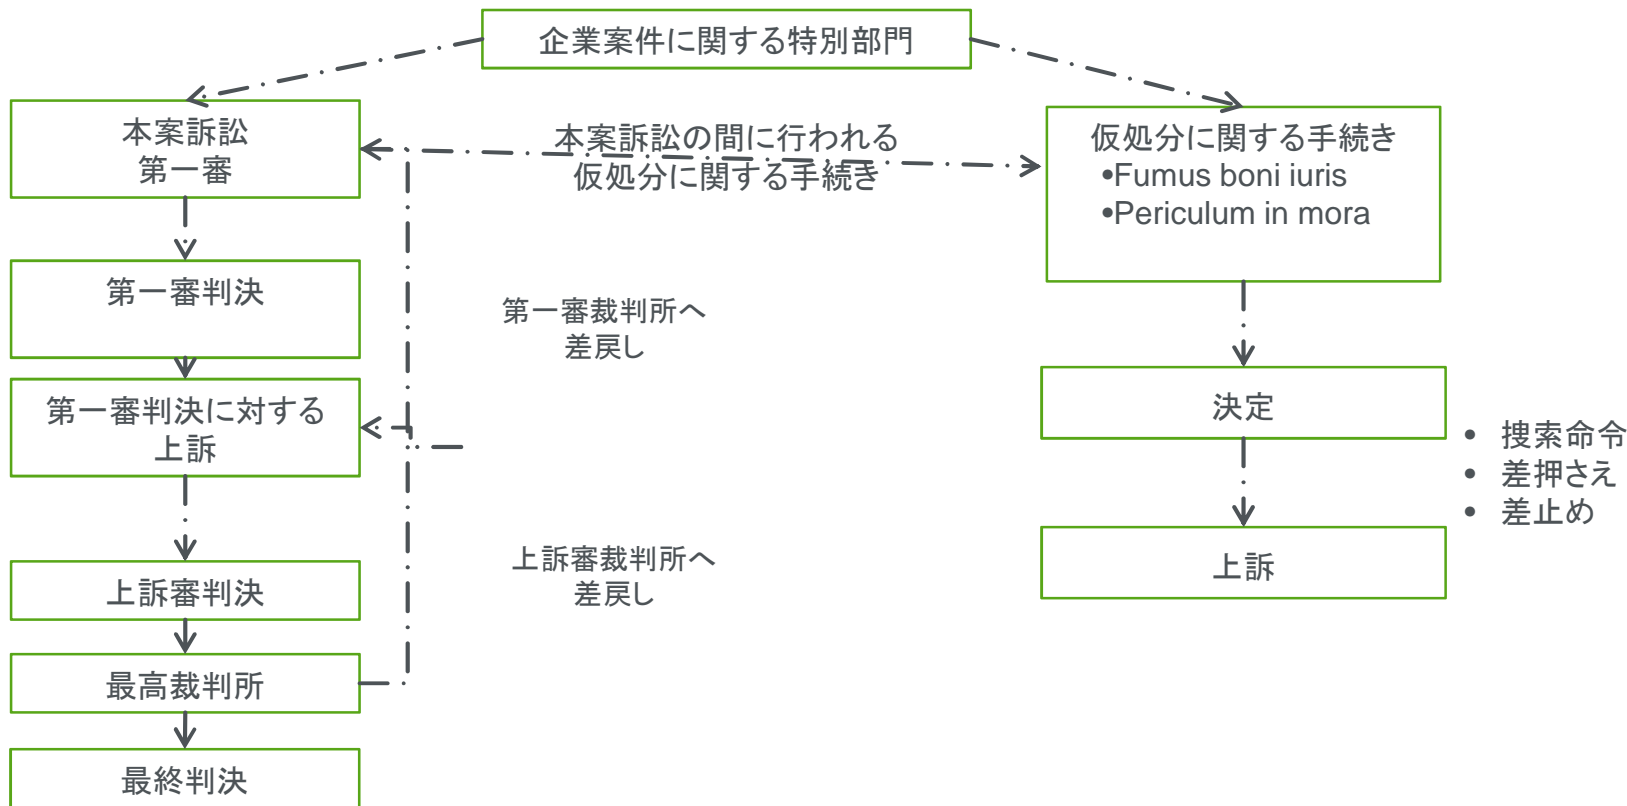 企業案件に関する特別部門
本案訴訟
第一審
本案訴訟の間に行われる
仮処分に関する手続き
仮処分に関する手続き
•Fumus boni iuris
•Periculum in mora
第一審判決
第一審裁判所へ
差戻し
第一審判決に対する
上訴
決定
• 捜索命令
• 差押さえ
• 差止め
上訴審裁判所へ
差戻し
上訴
上訴審判決
最高裁判所
最終判決